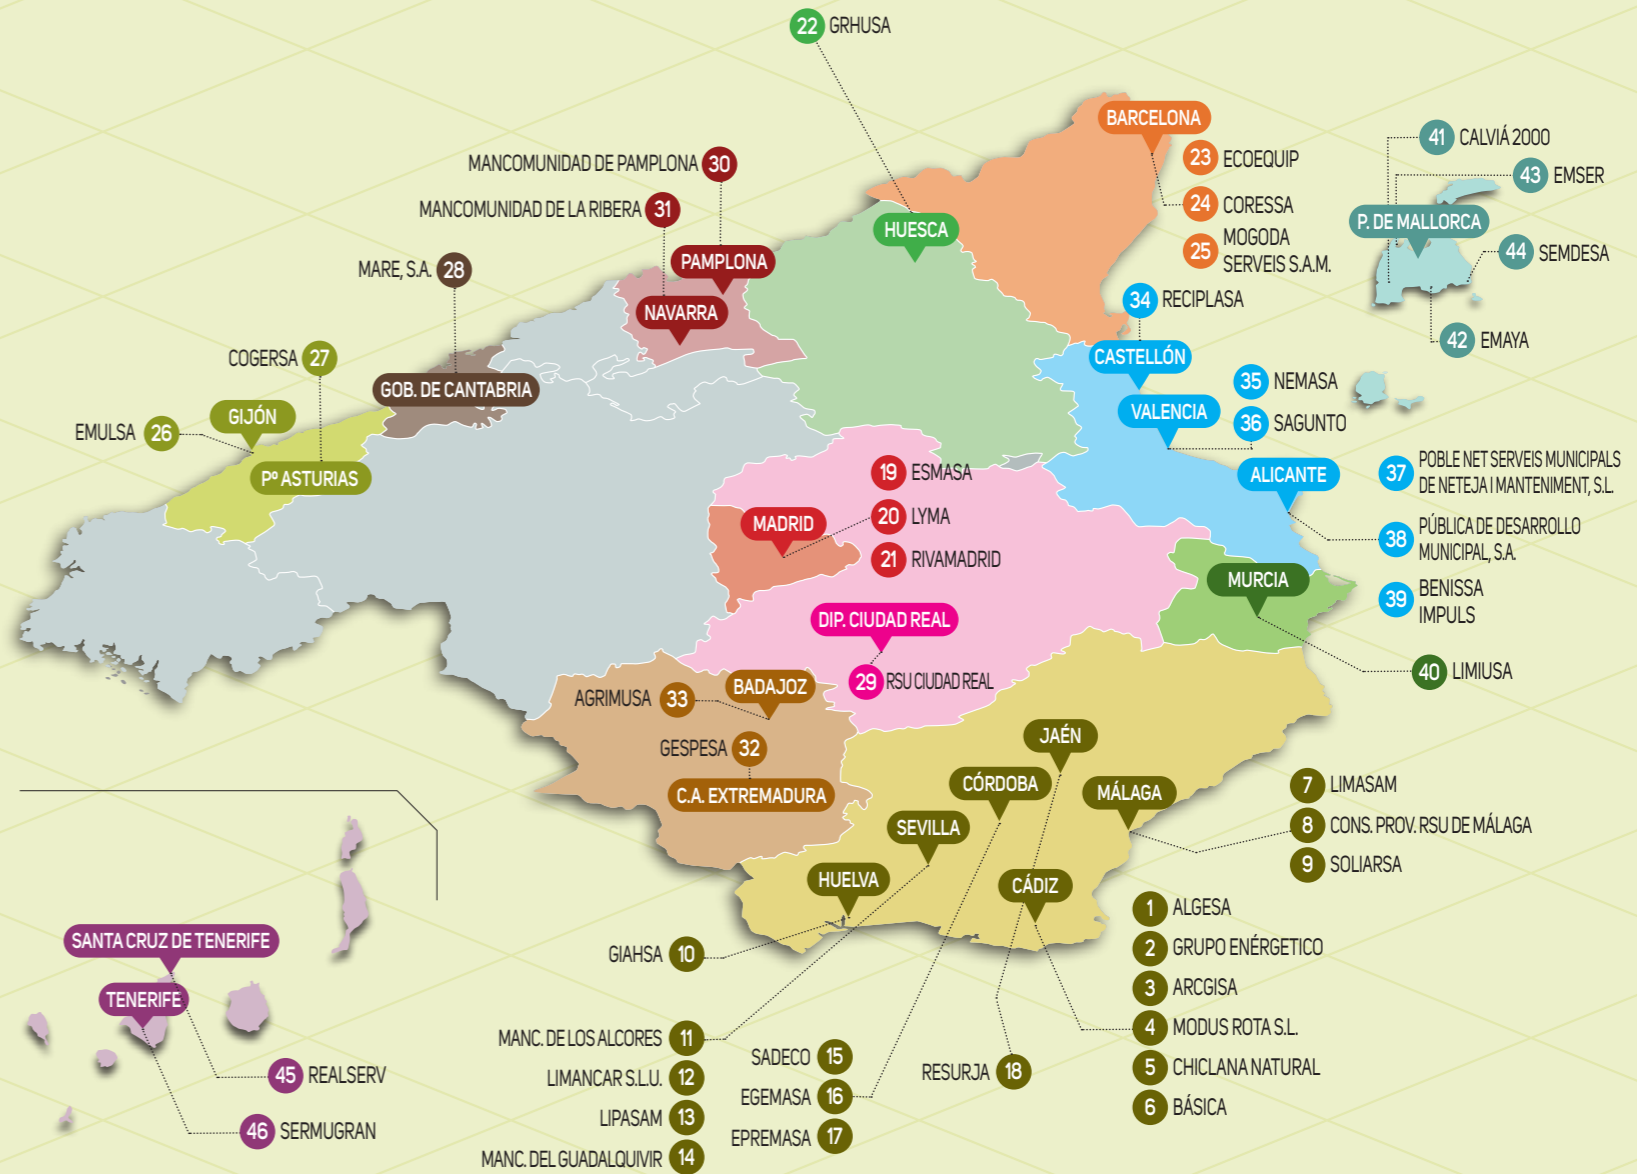 22 GRHUSA
BARCELONA
23 ECOEQUIP
24 CORESSA
25 MOGODA
SERVEIS S.A.M.
41 CALVIÁ 2000
43 EMSER
P. DE MALLORCA
44 SEMDESA
42 EMAYA
MANCOMUNIDAD DE PAMPLONA 30
MANCOMUNIDAD DE LA RIBERA 31
PAMPLONA
NAVARRA
HUESCA
MARE, S.A. 28
GOB. DE CANTABRIA
COGERSA 27
GIJÓN
EMULSA 26
Pº ASTURIAS
34 RECIPLASA
CASTELLÓN
35 NEMASA
VALENCIA
36 SAGUNTO
ALICANTE
37 POBLE NET SERVEIS MUNICIPALS
DE NETEJA I MANTENIMENT, S.L.
38 PÚBLICA DE DESARROLLO
MUNICIPAL, S.A.
39 BENISSA
IMPULS
MADRID
19 ESMASA
20 LYMA
21 RIVAMADRID
MURCIA
40 LIMIUSA
DIP. CIUDAD REAL
29 RSU CIUDAD REAL
AGRIMUSA 33
BADAJOZ
GESPESA 32
C.A. EXTREMADURA
JAÉN
CÓRDOBA
MÁLAGA
SEVILLA
HUELVA
CÁDIZ
7 LIMASAM
8 CONS. PROV. RSU DE MÁLAGA
9 SOLIARSA
1 ALGESA
2 GRUPO ENÉRGETICO
3 ARCGISA
4 MODUS ROTA S.L.
5 CHICLANA NATURAL
6 BÁSICA
GIAHSA 10
MANC. DE LOS ALCORES 11
LIMANCAR S.L.U. 12
LIPASAM 13
MANC. DEL GUADALQUIVIR 14
SADECO 15
EGEMASA 16
EPREMASA 17
RESURJA 18
SANTA CRUZ DE TENERIFE
TENERIFE
45 REALSERV
46 SERMUGRAN